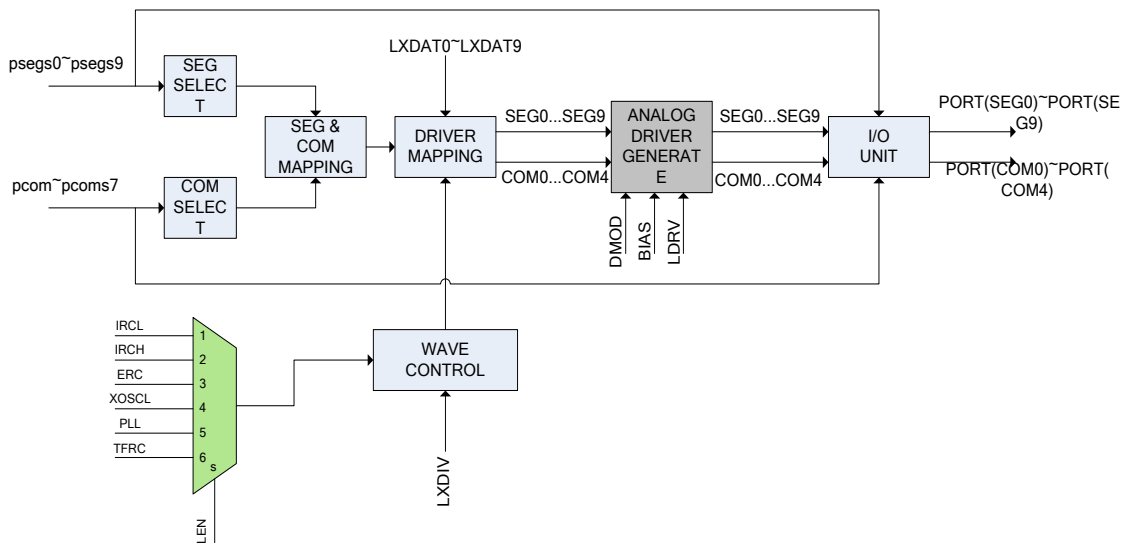 psegs0~psegs9
SEG
SELEC
T
LXDAT0~LXDAT9
SEG &
COM
MAPPING
DRIVER
MAPPING
SEG0...SEG9
COM0...COM4
ANALOG
DRIVER
GENERAT
E
SEG0...SEG9
COM0...COM4
I/O
UNIT
PORT(SEG0)~PORT(SE
G9)
PORT(COM0)~PORT(
COM4)
pcom~pcoms7
COM
SELEC
T
DMOD
BIAS
LDRV
IRCL
IRCH
ERC
XOSCL
PLL
TFRC
1
2
3
4
5
6
s
WAVE
CONTROL
LXDIV
LEN